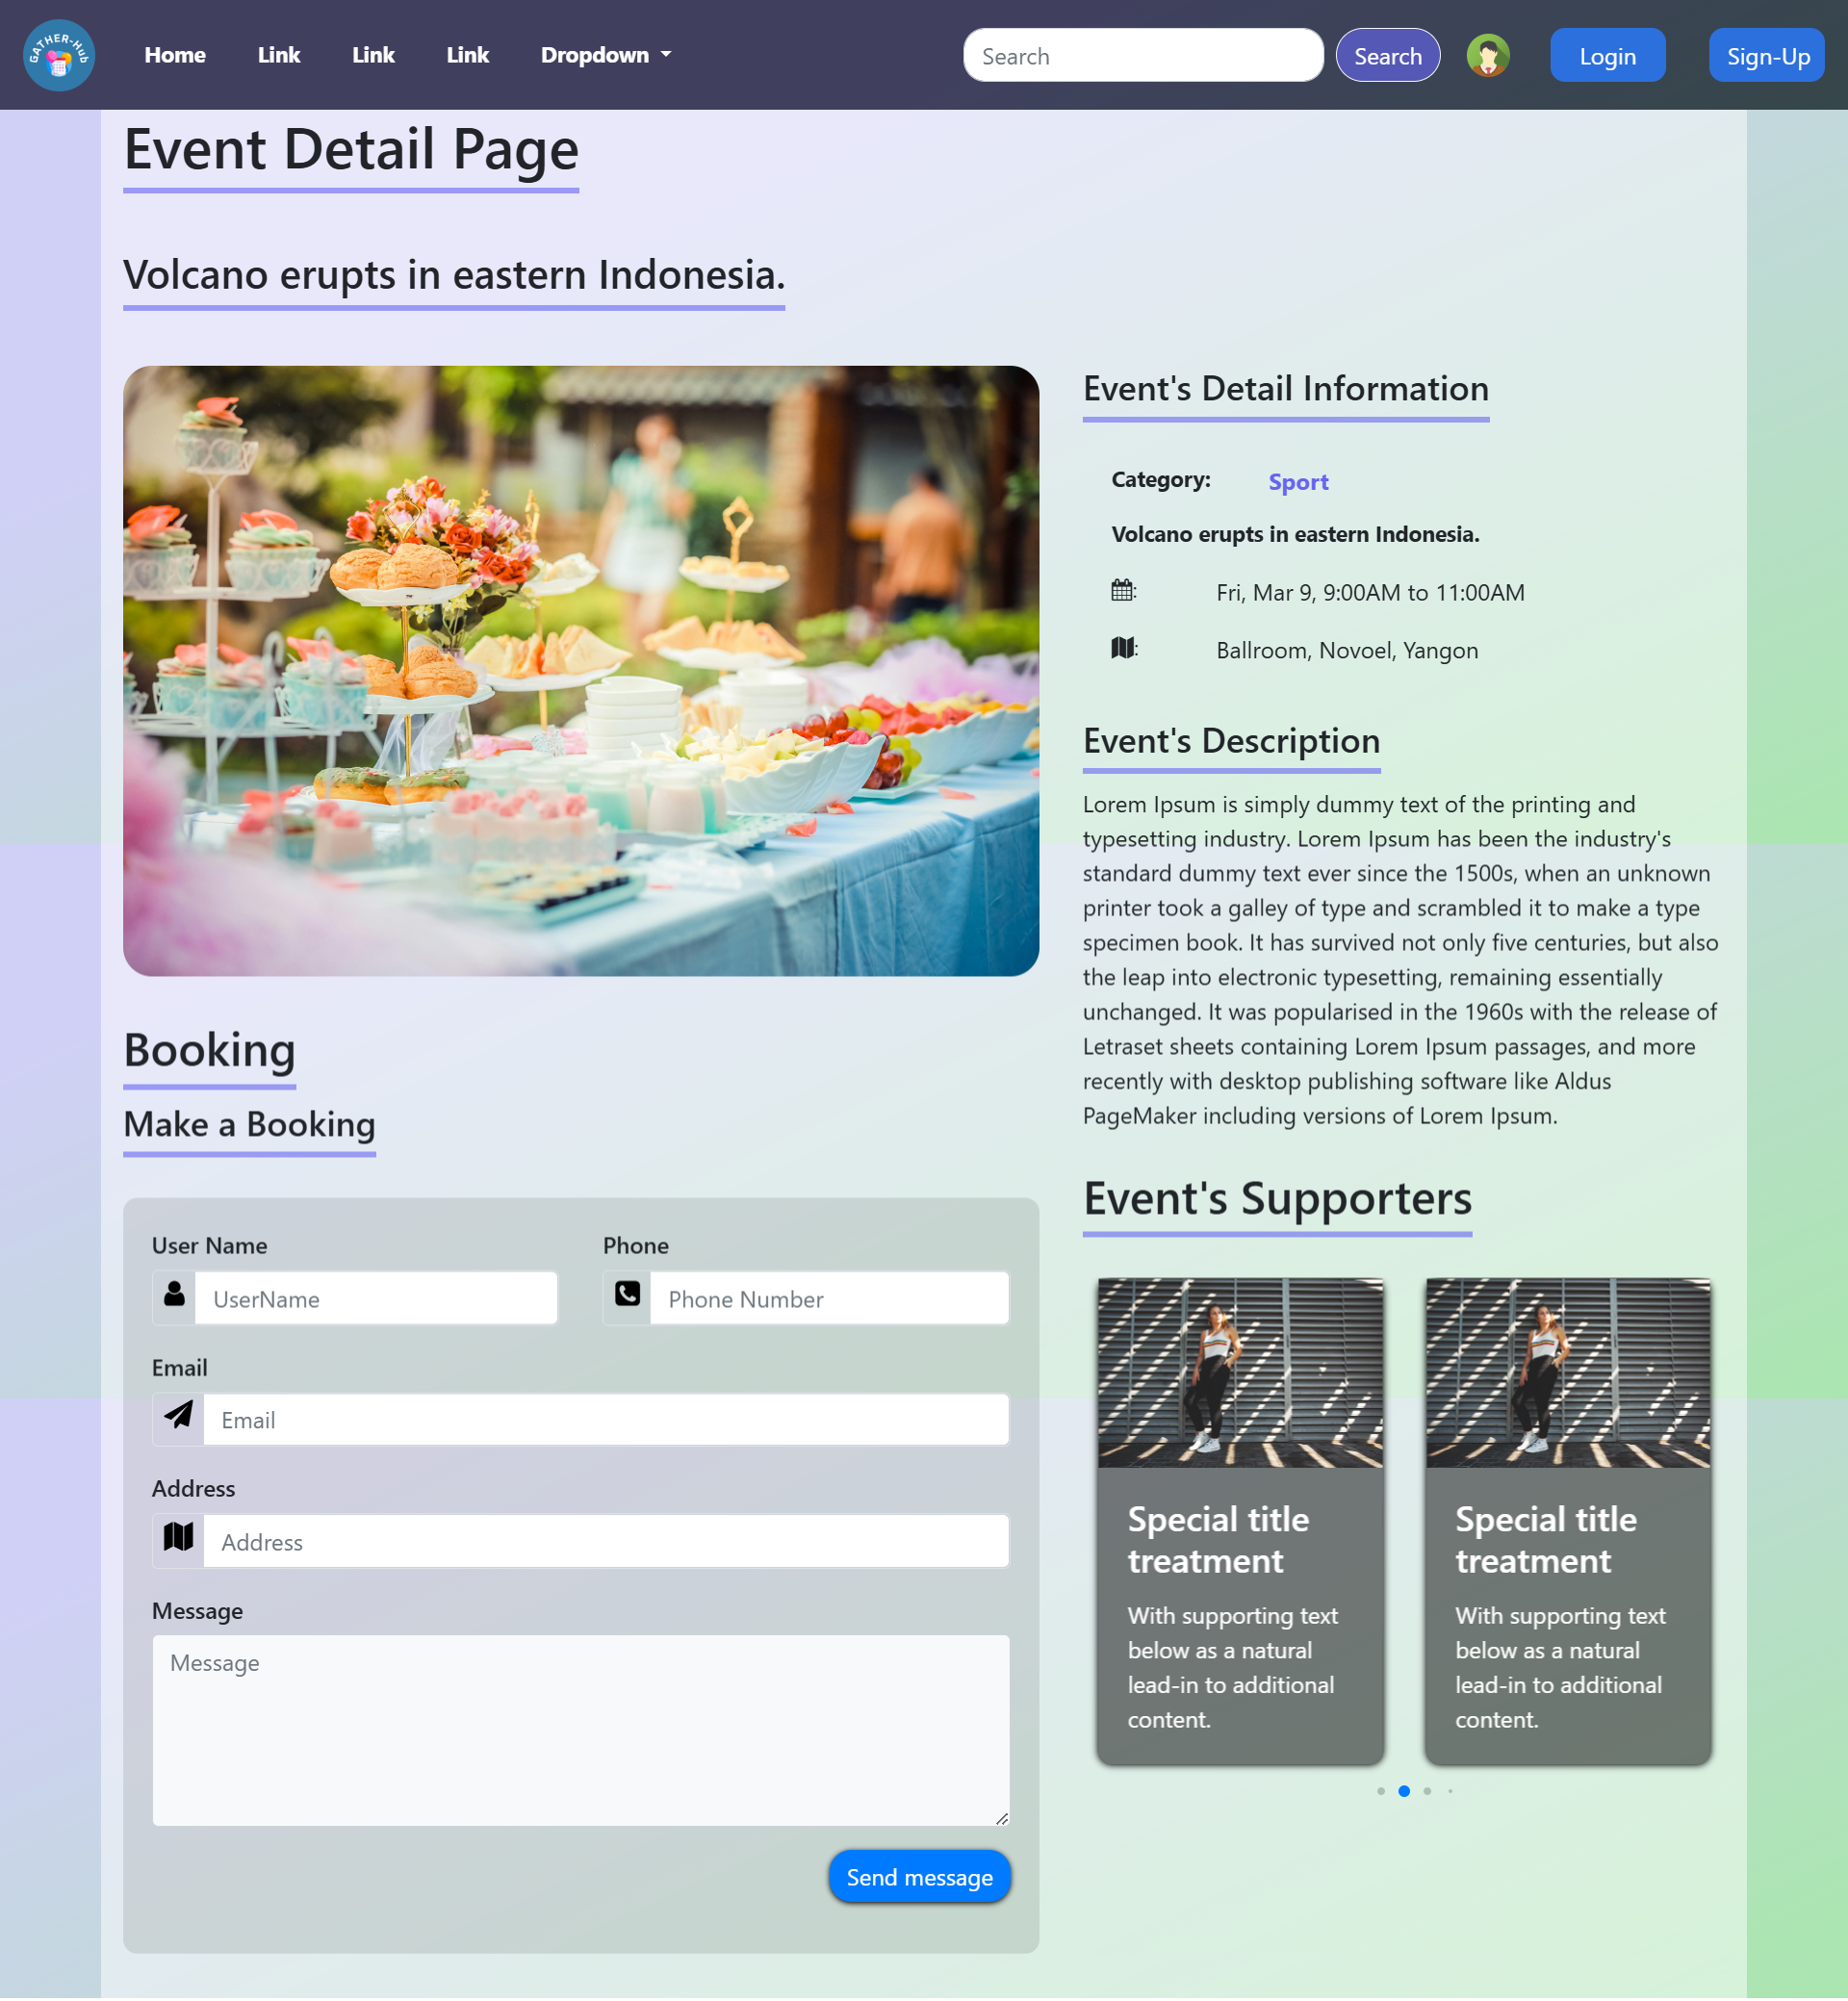 GATHER-Hub
Home Link Link Link Dropdown Search Search Login Sign-Up
Event Detail Page
Volcano erupts in eastern Indonesia.
Event's Detail Information
Category: Sport
Volcano erupts in eastern Indonesia.
: Fri, Mar 9, 9:00AM to 11:00AM
: Ballroom, Novoel, Yangon
Event's Description
Lorem Ipsum is simply dummy text of the printing and
typesetting industry. Lorem Ipsum has been the industry's
standard dummy text ever since the 1500s, when an unknown
printer took a galley of type and scrambled it to make a type
specimen book. It has survived not only five centuries, but also
the leap into electronic typesetting, remaining essentially
unchanged. It was popularised in the 1960s with the release of
Letraset sheets containing Lorem Ipsum passages, and more
recently with desktop publishing software like Aldus
PageMaker including versions of Lorem Ipsum.
Booking
Make a Booking
User Name Phone
UserName Phone Number
Email
Email
Address
Address
Message
Message
Send message
Event's Supporters
Special title
treatment
With supporting text
below as a natural
lead-in to additional
content.
Special title
treatment
With supporting text
below as a natural
lead-in to additional
content.